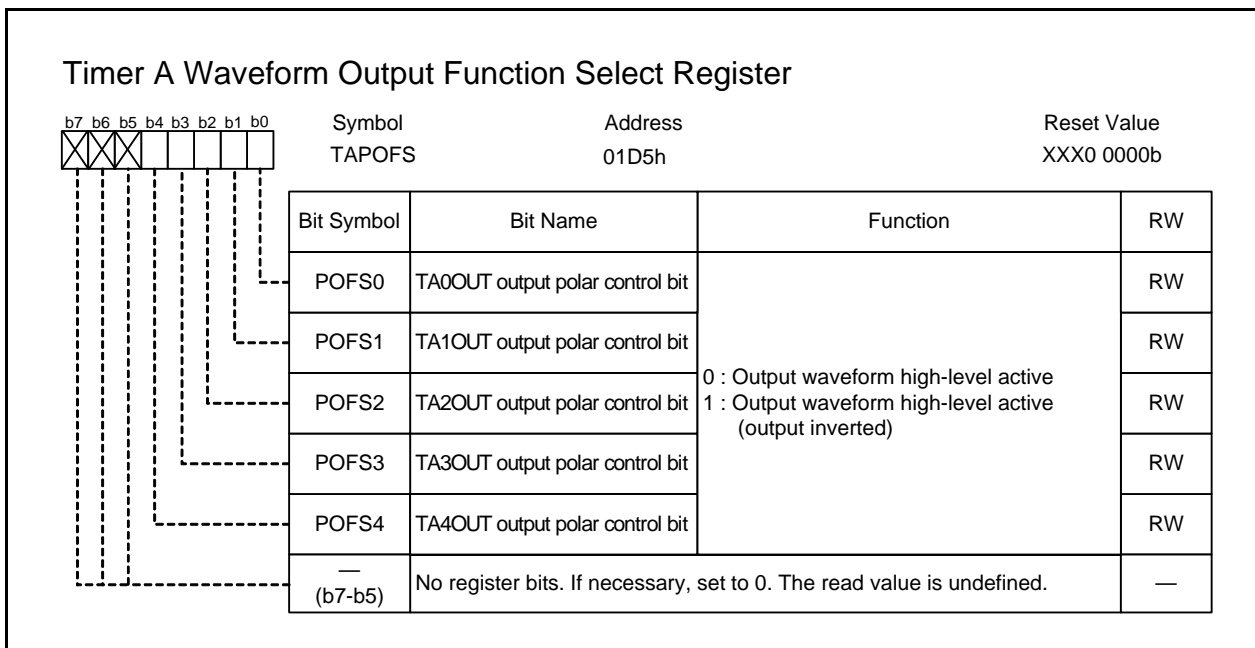 Timer A Waveform Output Function Select Register
b7 b6 b5 b4 b3 b2 b1 b0
Symbol Address Reset Value
TAPOFS 01D5h XXX0 0000b
Bit Symbol Bit Name Function RW
POFS0 TA0OUT output polar control bit RW
POFS1 TA1OUT output polar control bit RW
0 : Output waveform high-level active
POFS2 TA2OUT output polar control bit 1 : Output waveform high-level active RW
(output inverted)
POFS3 TA3OUT output polar control bit RW
POFS4 TA4OUT output polar control bit RW
—
(b7-b5) No register bits. If necessary, set to 0. The read value is undefined. —